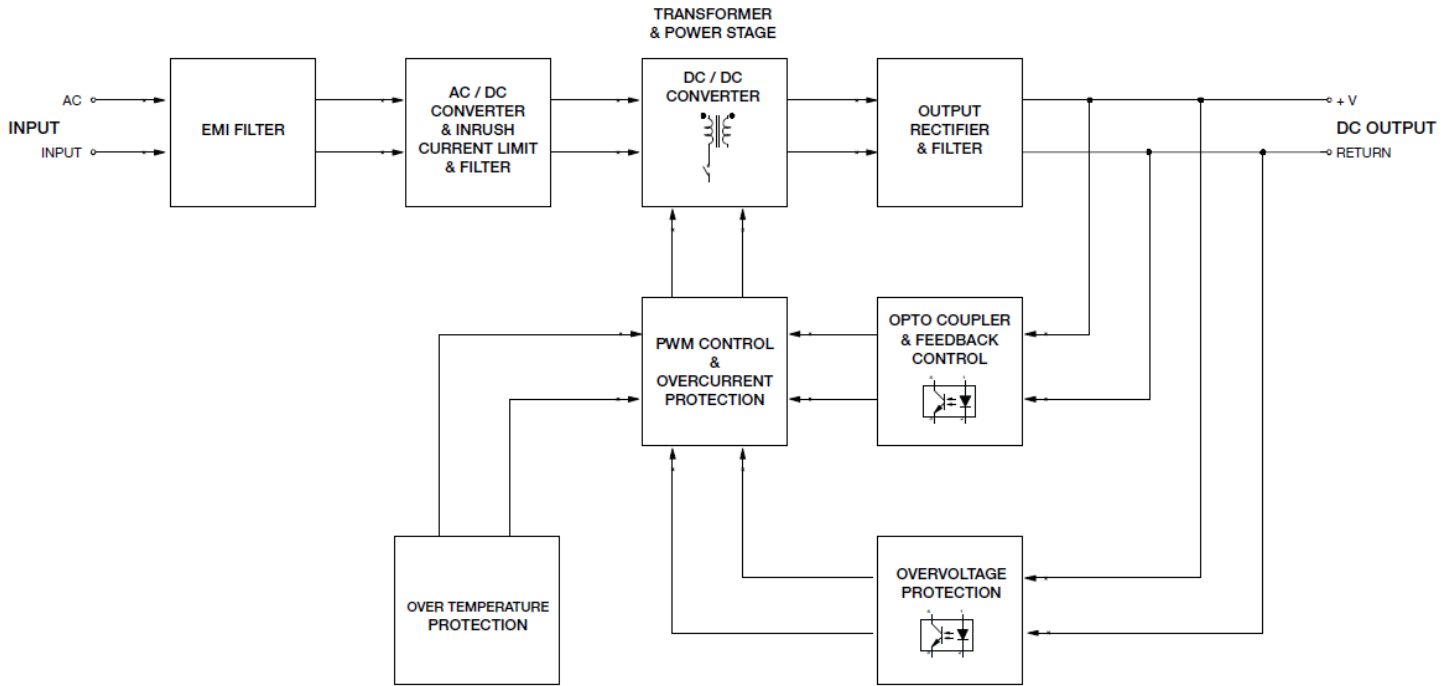 TRANSFORMER
& POWER STAGE
AC
INPUT
INPUT
EMI FILTER
AC / DC
CONVERTER
& INRUSH
CURRENT LIMIT
& FILTER
DC / DC
CONVERTER
OUTPUT
RECTIFIER
& FILTER
+ V
DC OUTPUT
RETURN
PWM CONTROL
&
OVERCURRENT
PROTECTION
OPTO COUPLER
& FEEDBACK
CONTROL
OVER TEMPERATURE
PROTECTION
OVERVOLTAGE
PROTECTION